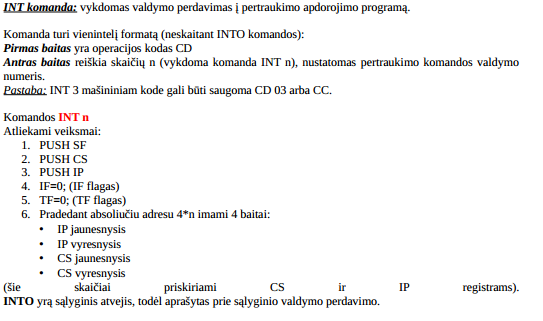 INT komanda: vykdomas valdymo perdavimas į pertraukimo apdorojimo programą.
Komanda turi vienintelį formatą (neskaitant INTO komandos):
Pirmas baitas yra operacijos kodas CD
Antras baitas reiškia skaičių n (vykdoma komanda INT n), nustatomas pertraukimo komandos valdymo
numeris.
Pastaba: INT 3 mašininiam kode gali būti saugoma CD 03 arba CC.
Komandos INT n
Atliekami veiksmai:
1. PUSH SF
2. PUSH CS
3. PUSH IP
4. IF=0; (IF flagas)
5. TF=0; (TF flagas)
6. Pradedant absoliučiu adresu 4*n imami 4 baitai:
• IP jaunesnysis
• IP vyresnysis
• CS jaunesnysis
• CS vyresnysis
(šie skaičiai priskiriami CS ir IP registrams).
INTO yrą sąlyginis atvejis, todėl aprašytas prie sąlyginio valdymo perdavimo.